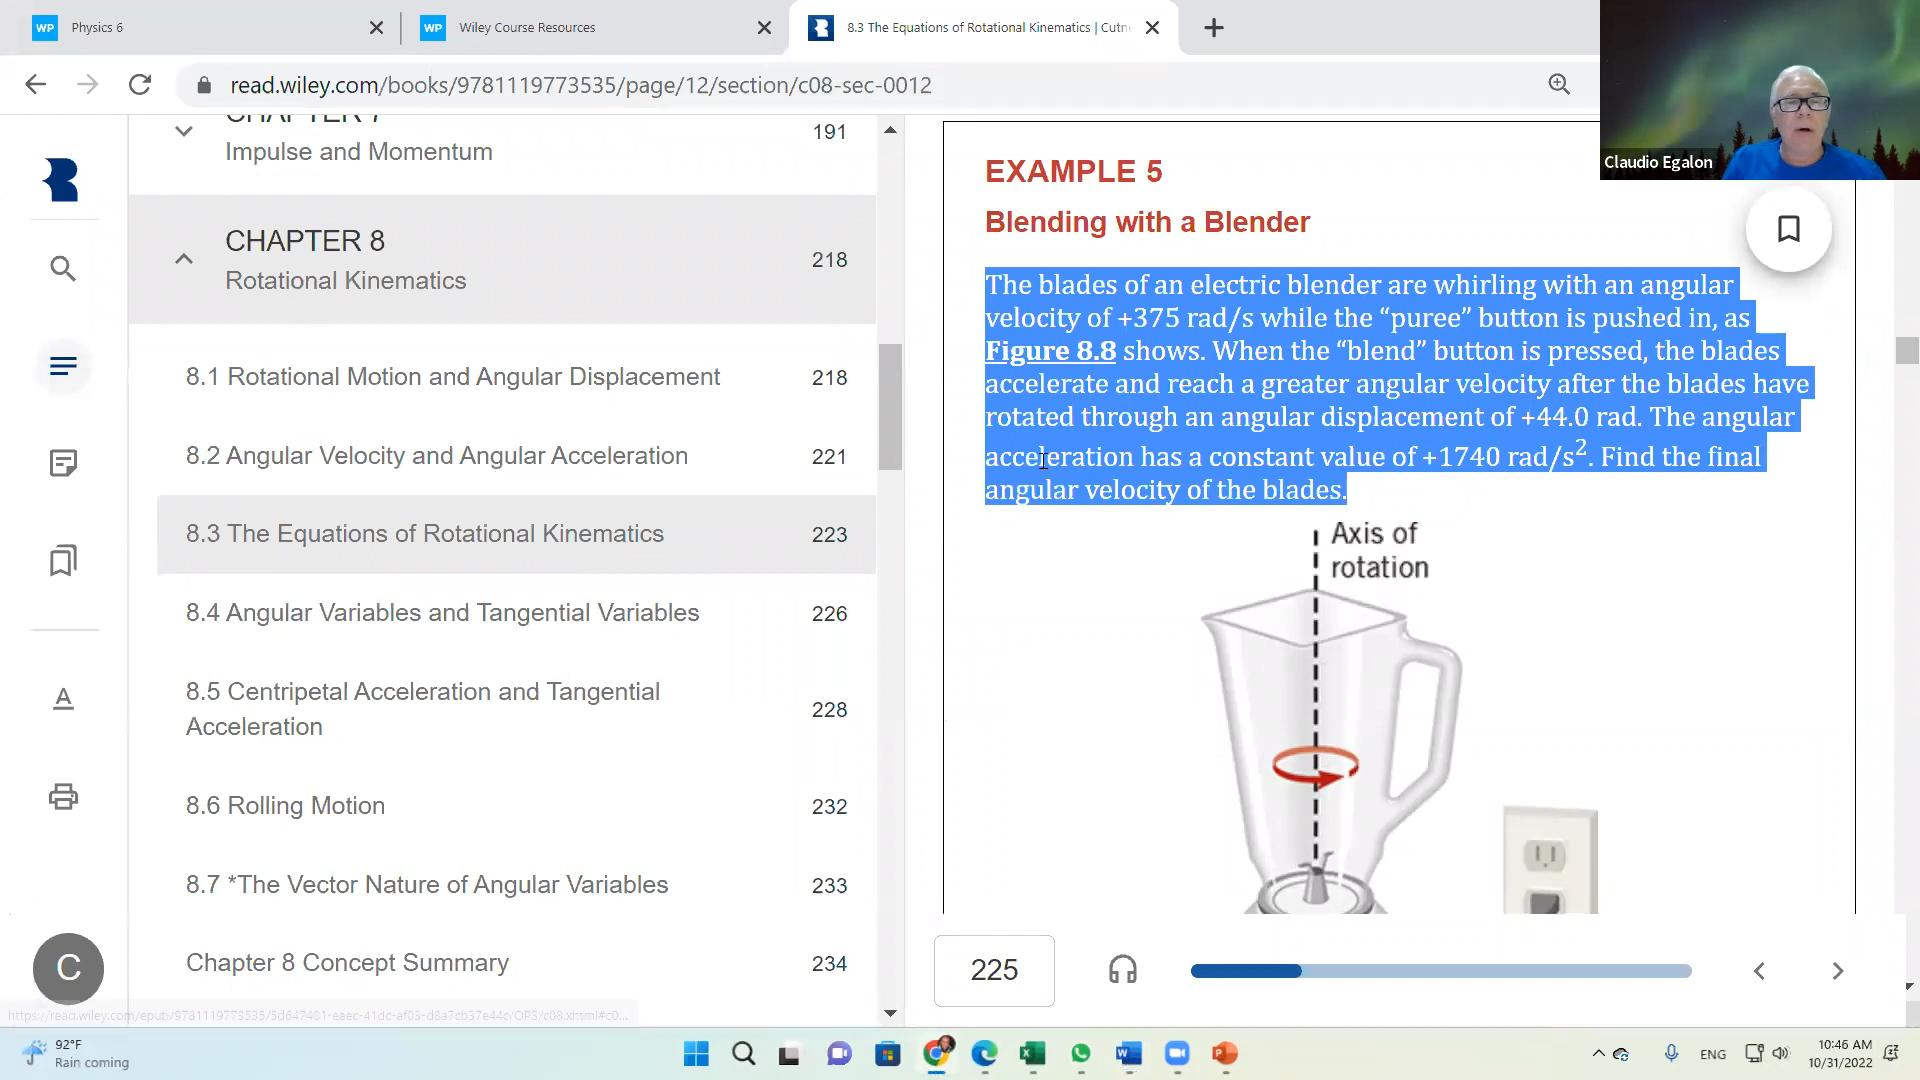 WP Physics 6
WP Wiley Course Resources
8.3 The Equations of Rotational Kinematics | Cutn
read.wiley.com/books/9781119773535/page/12/section/c08-sec-0012
Claudio Egalon
CHAPTER 7
191
Impulse and Momentum
CHAPTER 8
218
Rotational Kinematics
8.1 Rotational Motion and Angular Displacement 218
8.2 Angular Velocity and Angular Acceleration 221
8.3 The Equations of Rotational Kinematics 223
8.4 Angular Variables and Tangential Variables 226
8.5 Centripetal Acceleration and Tangential
Acceleration
228
8.6 Rolling Motion 232
8.7 *The Vector Nature of Angular Variables 233
Chapter 8 Concept Summary 234
A
C
EXAMPLE 5
Blending with a Blender
The blades of an electric blender are whirling with an angular
velocity of +375 rad/s while the “puree” button is pushed in, as
Figure 8.8 shows. When the “blend” button is pressed, the blades
accelerate and reach a greater angular velocity after the blades have
rotated through an angular displacement of +44.0 rad. The angular
acceleration has a constant value of +1740 rad/s². Find the final
angular velocity of the blades.
Axis of
rotation
225
92°F
Rain coming
ENG
10:46 AM
10/31/2022